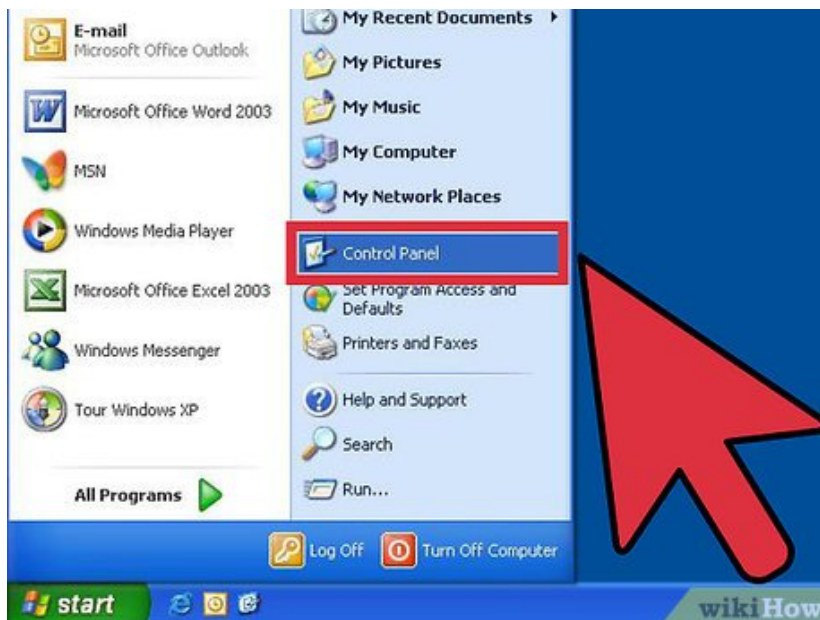 E-mail
Microsoft Office Outlook
Microsoft Office Word 2003
MSN
Windows Media Player
Microsoft Office Excel 2003
Windows Messenger
Tour Windows XP
All Programs
My Recent Documents
My Pictures
My Music
My Computer
My Network Places
Control Panel
Set Program Access and
Defaults
Printers and Faxes
Help and Support
Search
Run...
Log Off
Turn Off Computer
start
wikiHow